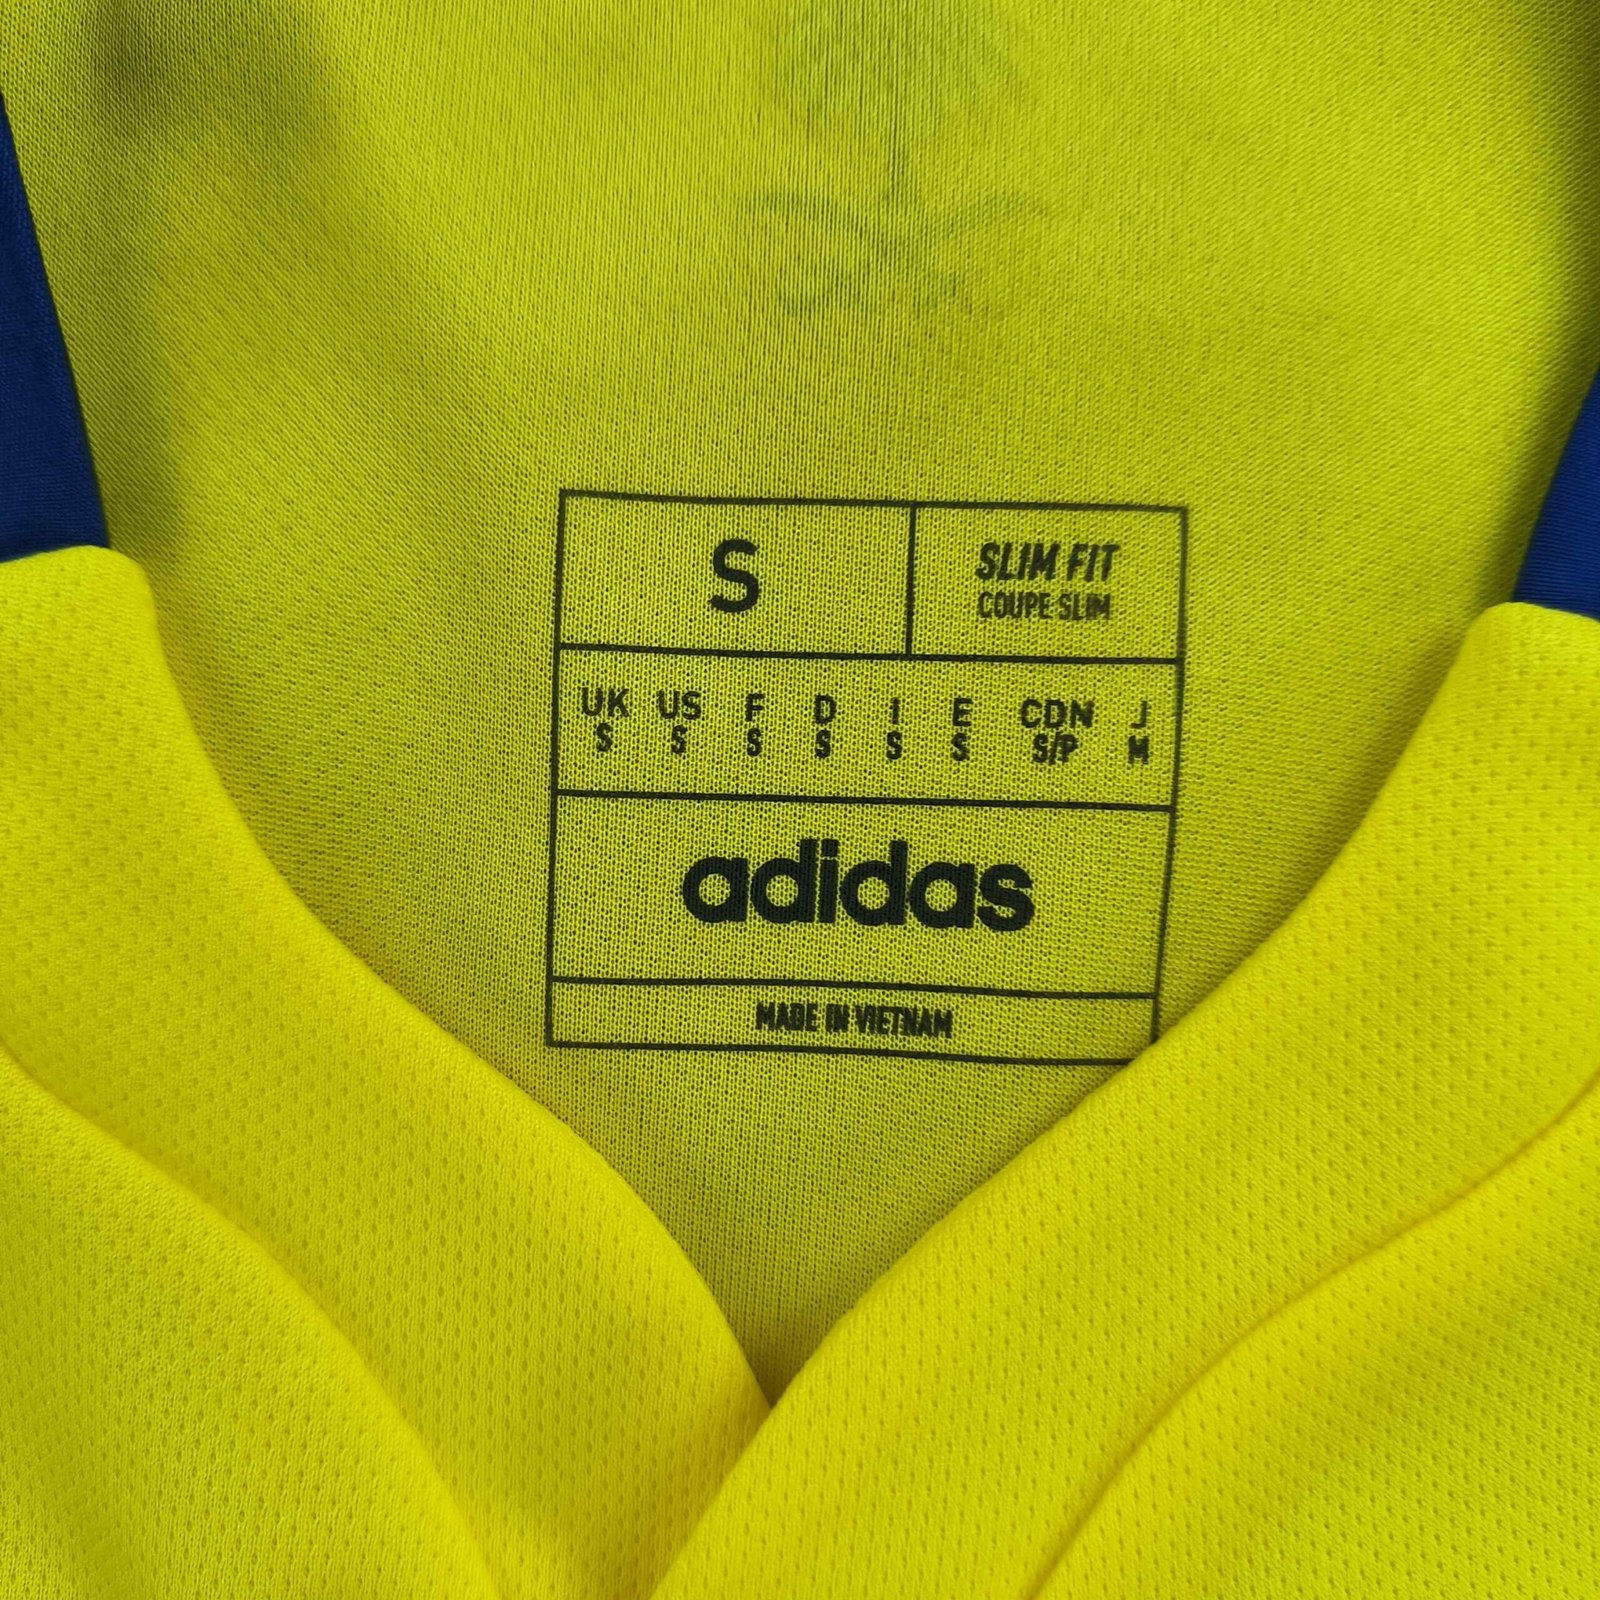 S
SLIM FIT
COUPE SLIM
UK US F D I E CDN J
S S S S S S S/P M
adidas
MADE IN VIETNAM